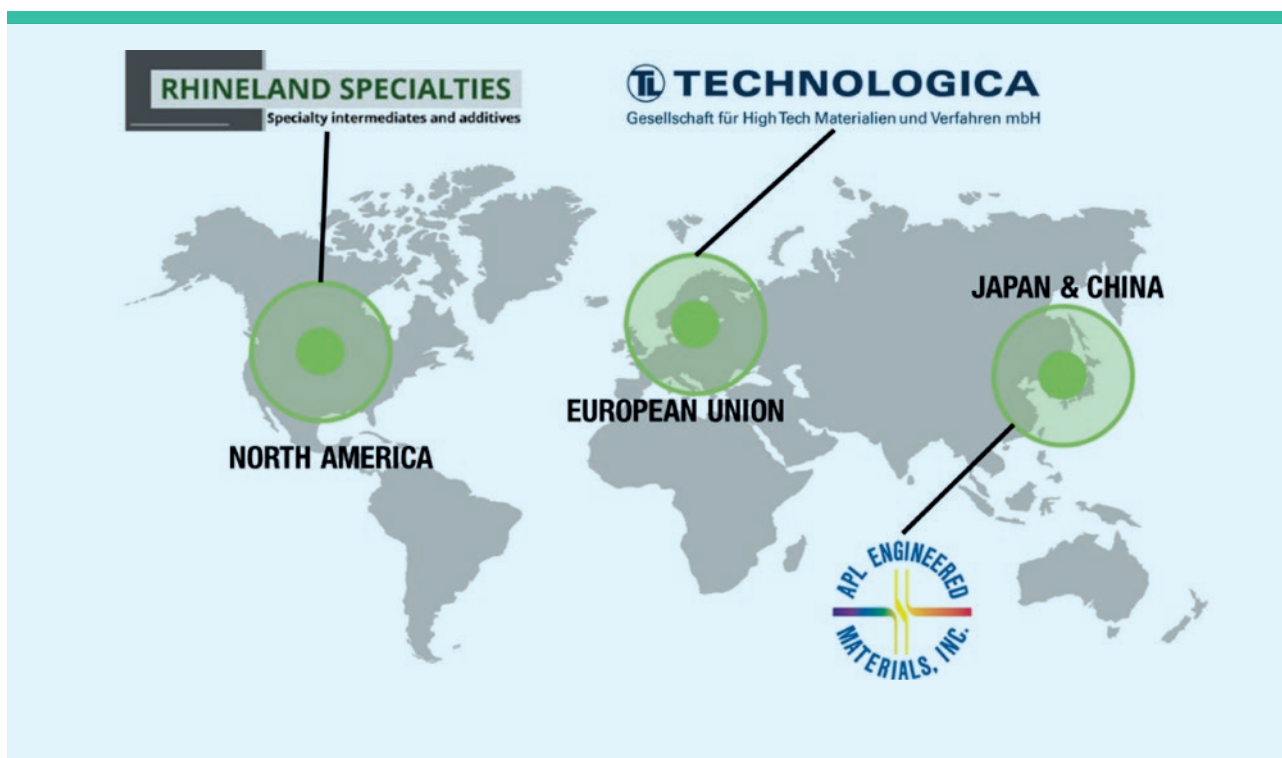 RHINELAND SPECIALTIES
Specialty intermediates and additives
TL TECHNOLOGICA
Gesellschaft für High Tech Materialien und Verfahren mbH
JAPAN & CHINA
EUROPEAN UNION
NORTH AMERICA
APL ENGINEERED
MATERIALS, INC.